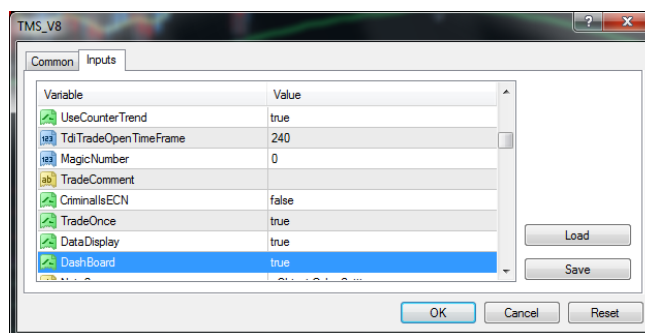 TMS_V8
Common Inputs
Variable Value
UseCounterTrend true
TdiTradeOpenTimeFrame 240
MagicNumber 0
TradeComment
CriminalIsECN false
TradeOnce true
DataDisplay true
DashBoard true
Load
Save
OK Cancel Reset